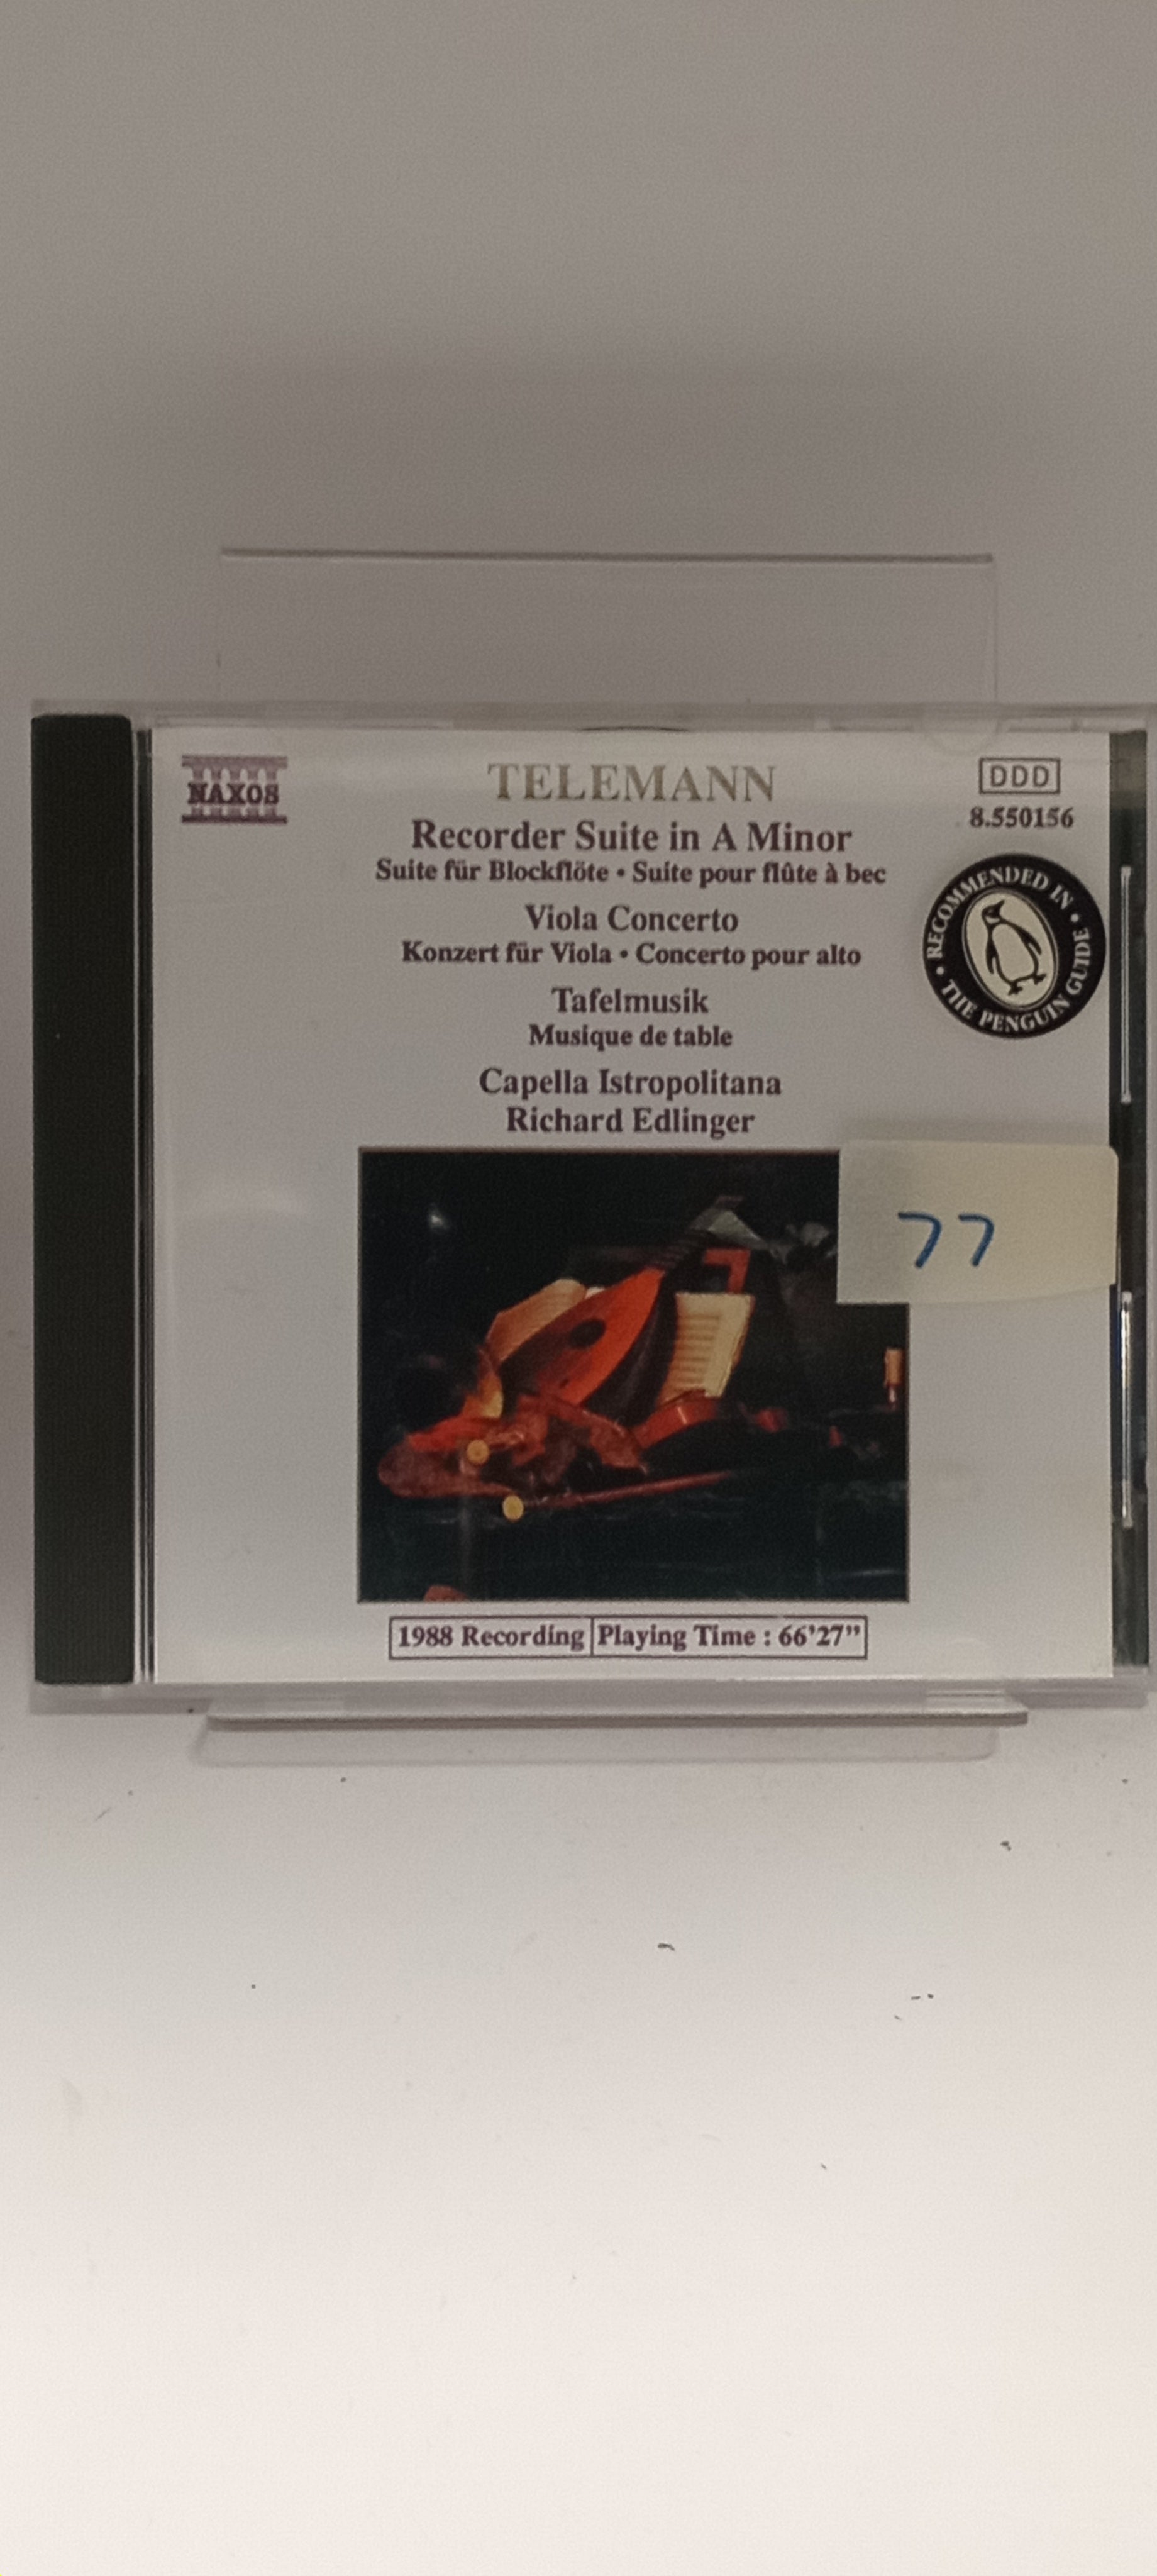 NAXOS
TELEMANN
DDD
8.550156
Recorder Suite in A Minor
Suite für Blockflöte • Suite pour flûte à bec
Viola Concerto
Konzert für Viola • Concerto pour alto
Tafelmusik
Musique de table
Capella Istropolitana
Richard Edlinger
• RECOMMENDED IN •
THE PENGUIN GUIDE
77
1988 Recording Playing Time : 66'27”